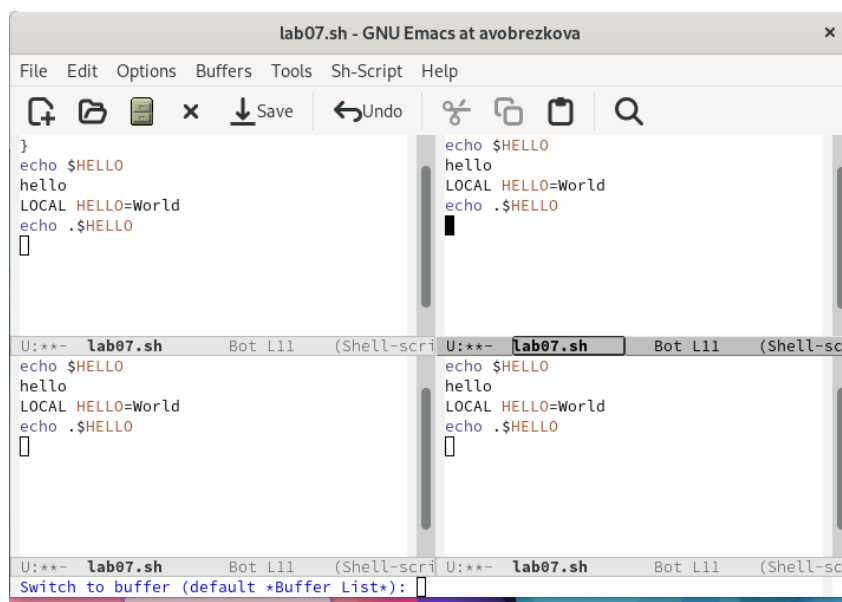 lab07.sh - GNU Emacs at avobrezkova ×
File Edit Options Buffers Tools Sh-Script Help
Save Undo
}
echo $HELLO
hello
LOCAL HELLO=World
echo .$HELLO
U:**- lab07.sh Bot L11 (Shell-scri
echo $HELLO
hello
LOCAL HELLO=World
echo .$HELLO
U:**- lab07.sh Bot L11 (Shell-sc
echo $HELLO
hello
LOCAL HELLO=World
echo .$HELLO
U:**- lab07.sh Bot L11 (Shell-scri
echo $HELLO
hello
LOCAL HELLO=World
echo .$HELLO
U:**- lab07.sh Bot L11 (Shell-sc
Switch to buffer (default *Buffer List*):